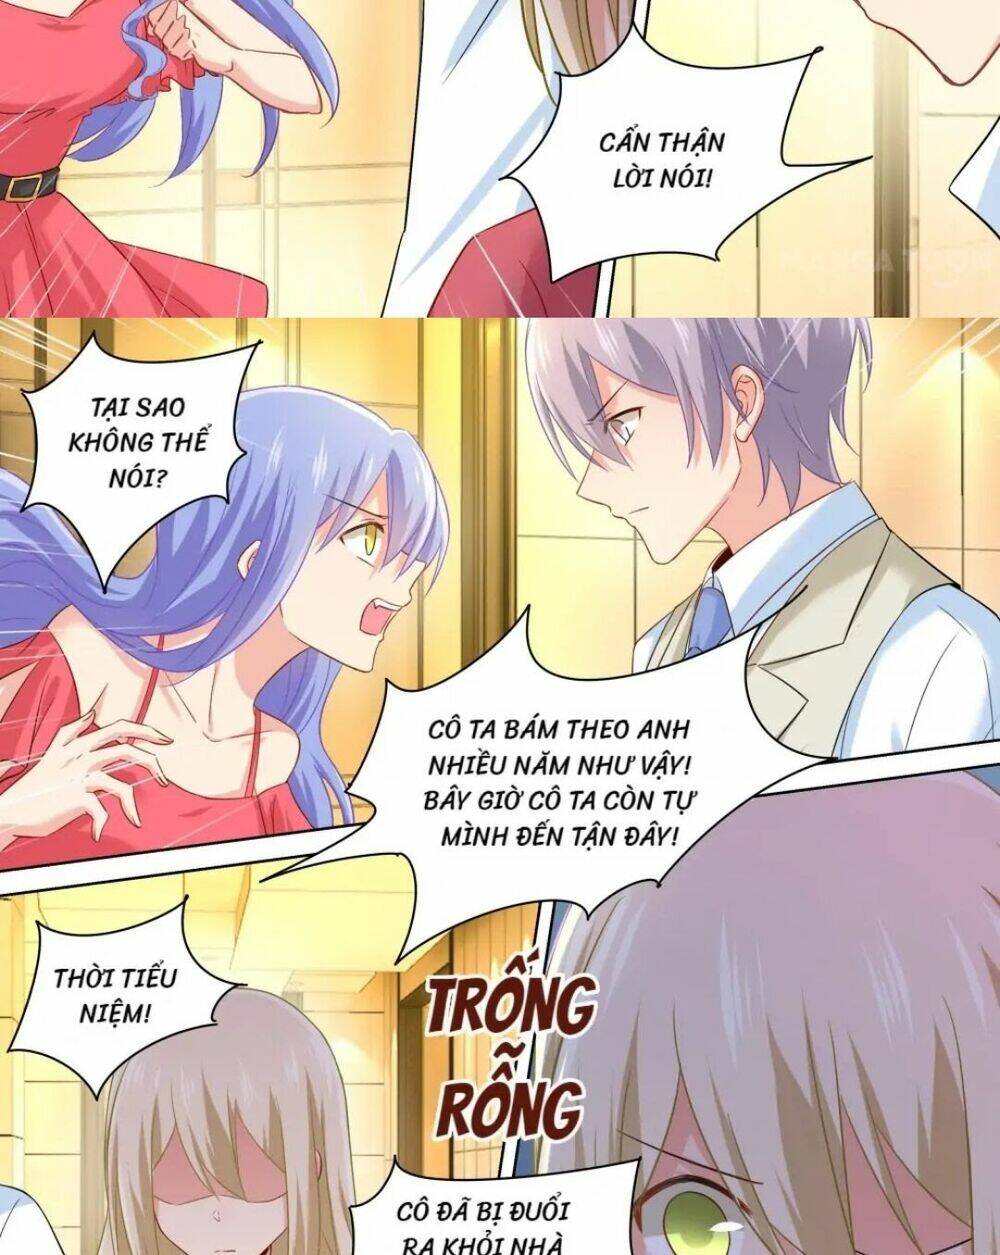 CẨN THẬN
LỜI NÓI!
MANGA TOON
TẠI SAO
KHÔNG THỂ
NÓI?
CÔ TA BÁM THEO ANH
NHIỀU NĂM NHƯ VẬY!
BÂY GIỜ CÔ TA CÒN TỰ
MÌNH ĐẾN TẬN ĐÂY!
THỜI TIỂU
NIỆM!
TRỐNG
RỖNG
CÔ ĐÃ BỊ ĐUỔI
RA KHỎI NHÀ